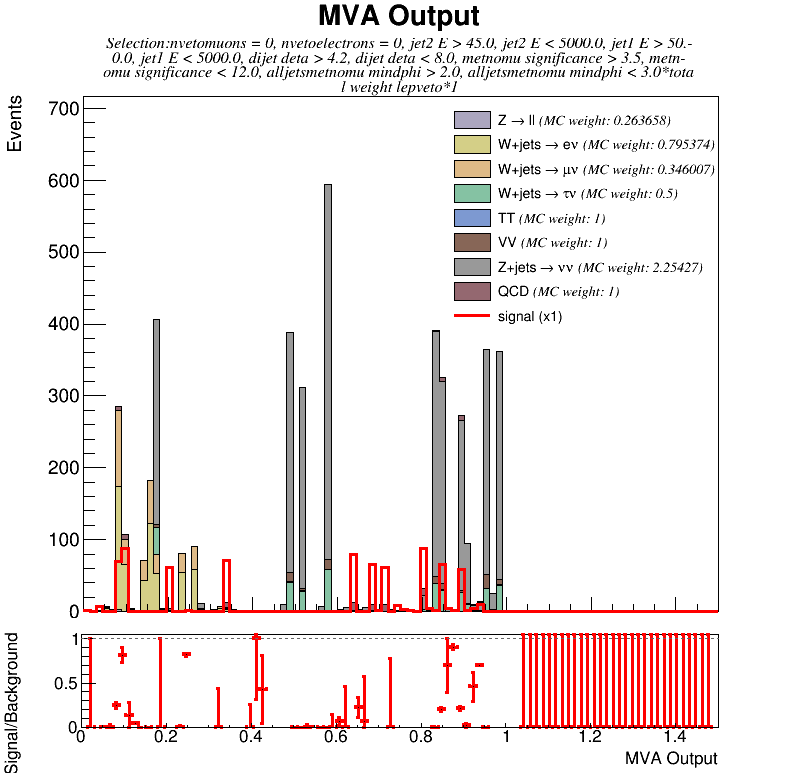 MVA Output
Selection:nvetomuons = 0, nvetoelectrons = 0, jet2 E > 45.0, jet2 E < 5000.0, jet1 E > 50.-
0.0, jet1 E < 5000.0, dijet deta > 4.2, dijet deta < 8.0, metnomu significance > 3.5, metn-
omu significance < 12.0, alljetsmetnomu mindphi > 2.0, alljetsmetnomu mindphi < 3.0*tota
l weight lepveto*1
Events
700
600
500
400
300
200
100
0
Z → ll (MC weight: 0.263658)
W+jets → eν (MC weight: 0.795374)
W+jets → μν (MC weight: 0.346007)
W+jets → τν (MC weight: 0.5)
TT (MC weight: 1)
VV (MC weight: 1)
Z+jets → νν (MC weight: 2.25427)
QCD (MC weight: 1)
signal (x1)
Signal/Background
1
0.5
0
0 0.2 0.4 0.6 0.8 1 1.2 1.4
MVA Output